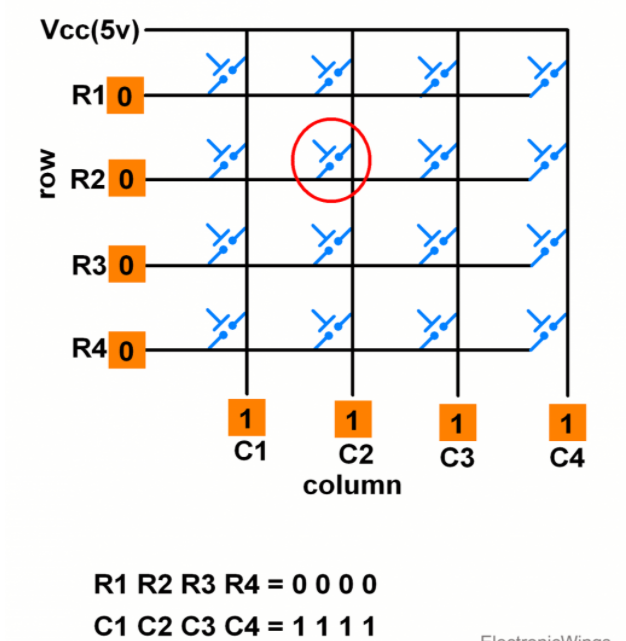 Vcc(5v)
R1 0
row
R2 0
R3 0
R4 0
1 1 1 1
C1 C2 C3 C4
column
R1 R2 R3 R4 = 0 0 0 0
C1 C2 C3 C4 = 1 1 1 1
ElectronicWings